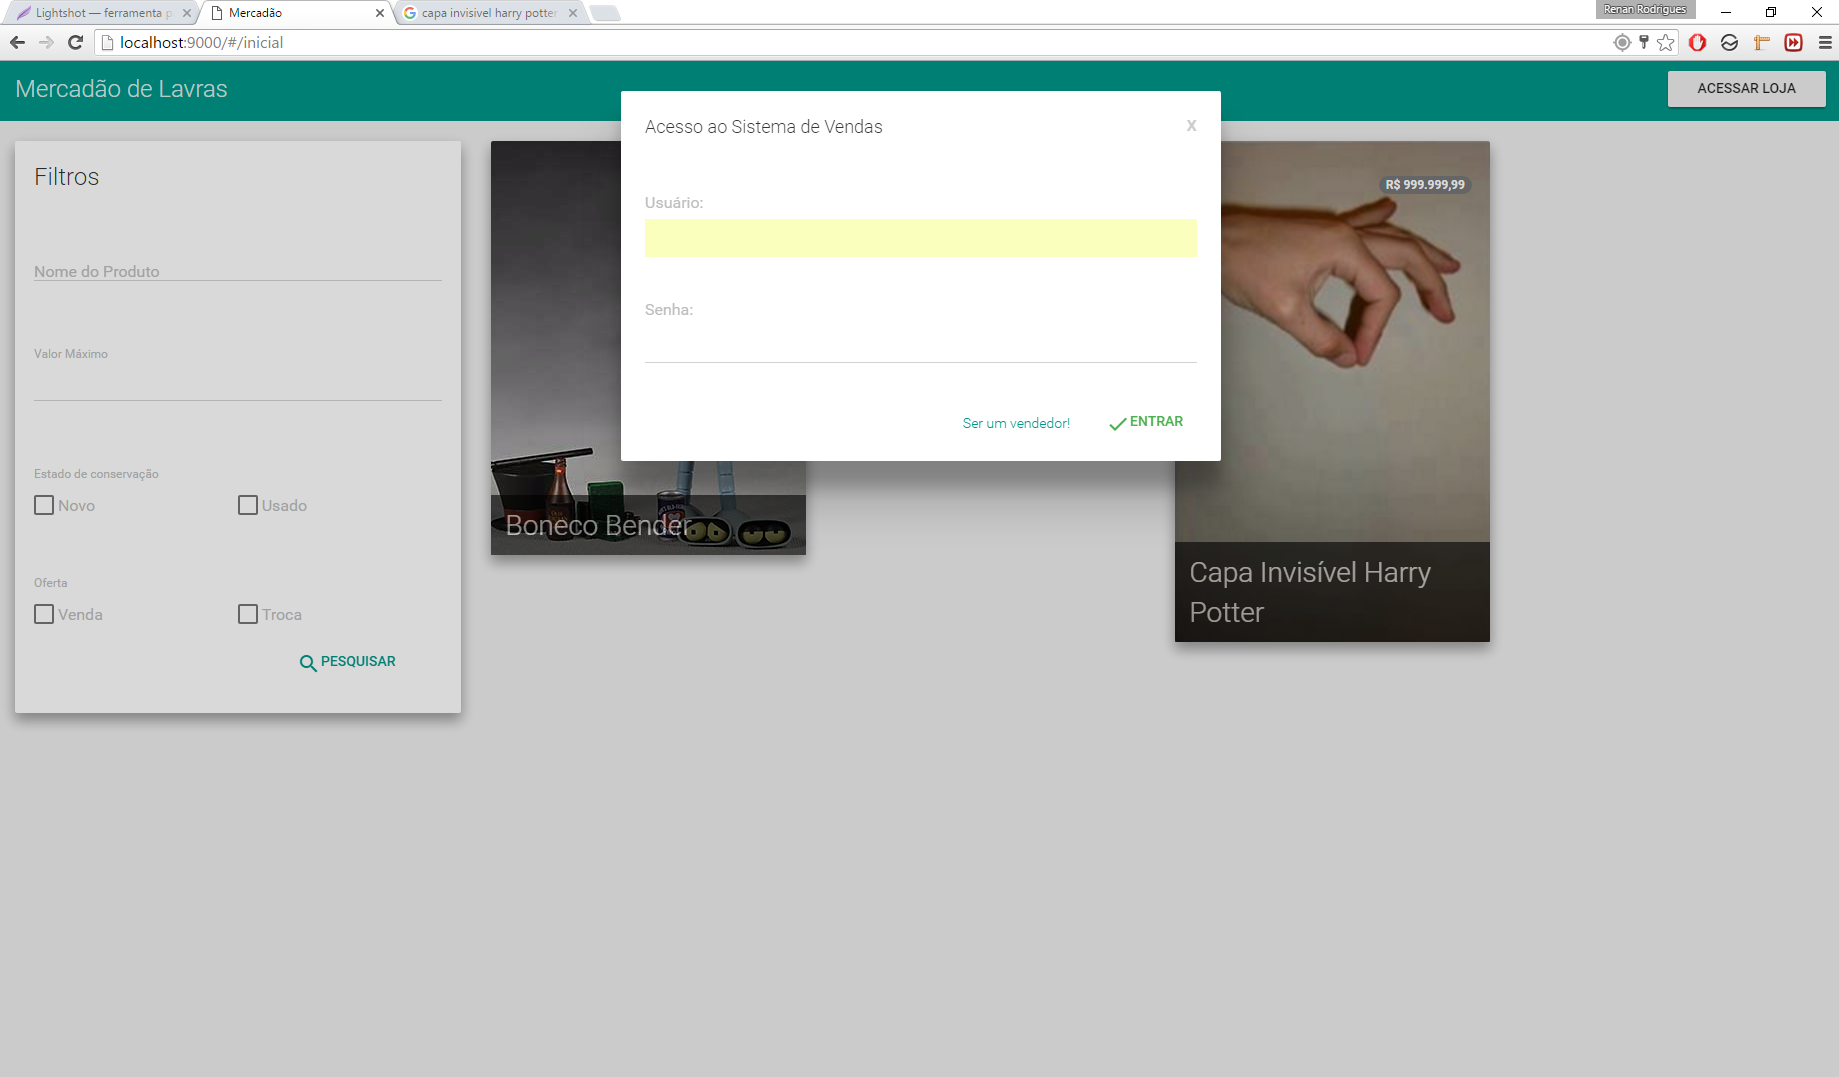 Lightshot — ferramenta p
Mercadão
capa invisivel harry potter
Renan Rodrigues
localhost:9000/#/inicial
Mercadão de Lavras
ACESSAR LOJA
Acesso ao Sistema de Vendas
X
Usuário:
Senha:
Ser um vendedor!
ENTRAR
Filtros
Nome do Produto
Valor Máximo
Estado de conservação
Novo
Usado
Oferta
Venda
Troca
PESQUISAR
Boneco Bender
R$ 999.999,99
Capa Invisível Harry
Potter